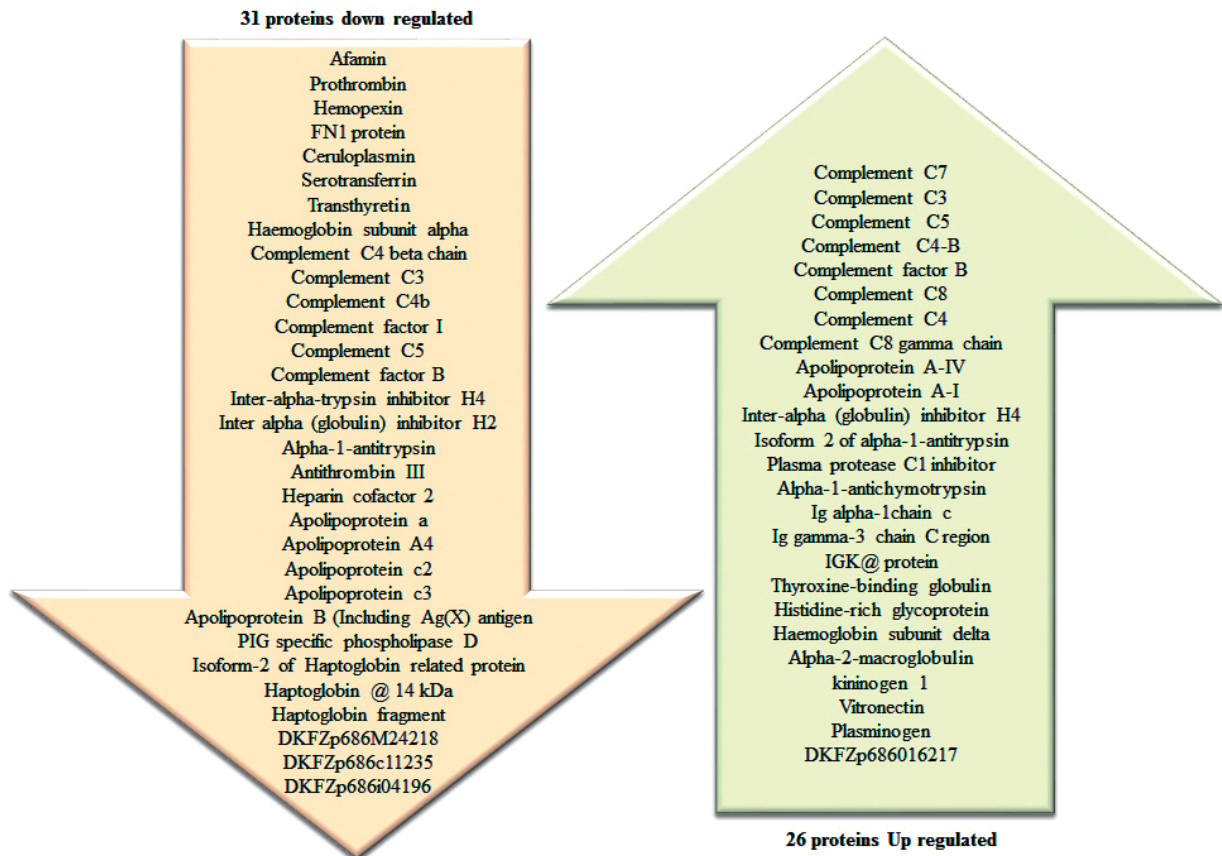 31 proteins down regulated
Afamin
Prothrombin
Hemopexin
FN1 protein
Ceruloplasmin
Serotransferrin
Transthyretin
Haemoglobin subunit alpha
Complement C4 beta chain
Complement C3
Complement C4b
Complement factor I
Complement C5
Complement factor B
Inter-alpha-trypsin inhibitor H4
Inter alpha (globulin) inhibitor H2
Alpha-1-antitrypsin
Antithrombin III
Heparin cofactor 2
Apolipoprotein a
Apolipoprotein A4
Apolipoprotein c2
Apolipoprotein c3
Apolipoprotein B (Including Ag(X) antigen
PIG specific phospholipase D
Isoform-2 of Haptoglobin related protein
Haptoglobin @ 14 kDa
Haptoglobin fragment
DKFZp686M24218
DKFZp686c11235
DKFZp686i04196
Complement C7
Complement C3
Complement C5
Complement C4-B
Complement factor B
Complement C8
Complement C4
Complement C8 gamma chain
Apolipoprotein A-IV
Apolipoprotein A-I
Inter-alpha (globulin) inhibitor H4
Isoform 2 of alpha-1-antitrypsin
Plasma protease C1 inhibitor
Alpha-1-antichymotrypsin
Ig alpha-1chain c
Ig gamma-3 chain C region
IGK@ protein
Thyroxine-binding globulin
Histidine-rich glycoprotein
Haemoglobin subunit delta
Alpha-2-macroglobulin
kininogen 1
Vitronectin
Plasminogen
DKFZp686016217
26 proteins Up regulated